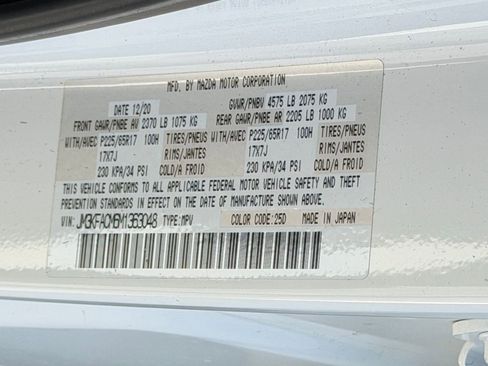 MFD. BY MAZDA MOTOR CORPORATION
DATE 12/20 GVWR/PNBV 4575 LB 2075 KG
FRONT GAWR/PNBE AV 2370 LB 1075 KG REAR GAWR/PNBE AR 2205 LB 1000 KG
WITH/AVEC P225/65R17 100H TIRES/PNEUS WITH/AVEC P225/65R17 100H TIRES/PNEUS
17X7J RIMS/JANTES 17X7J RIMS/JANTES
230 KPA/34 PSI COLD/A FROID 230 KPA/34 PSI COLD/A FROID
THIS VEHICLE CONFORMS TO ALL APPLICABLE FEDERAL MOTOR VEHICLE SAFETY AND THEFT
PREVENTION STANDARDS IN EFFECT ON THE DATE OF MANUFACTURE SHOWN ABOVE.
VIN: JM3KFACM6M1363048 TYPE:MPV COLOR CODE:25D MADE IN JAPAN